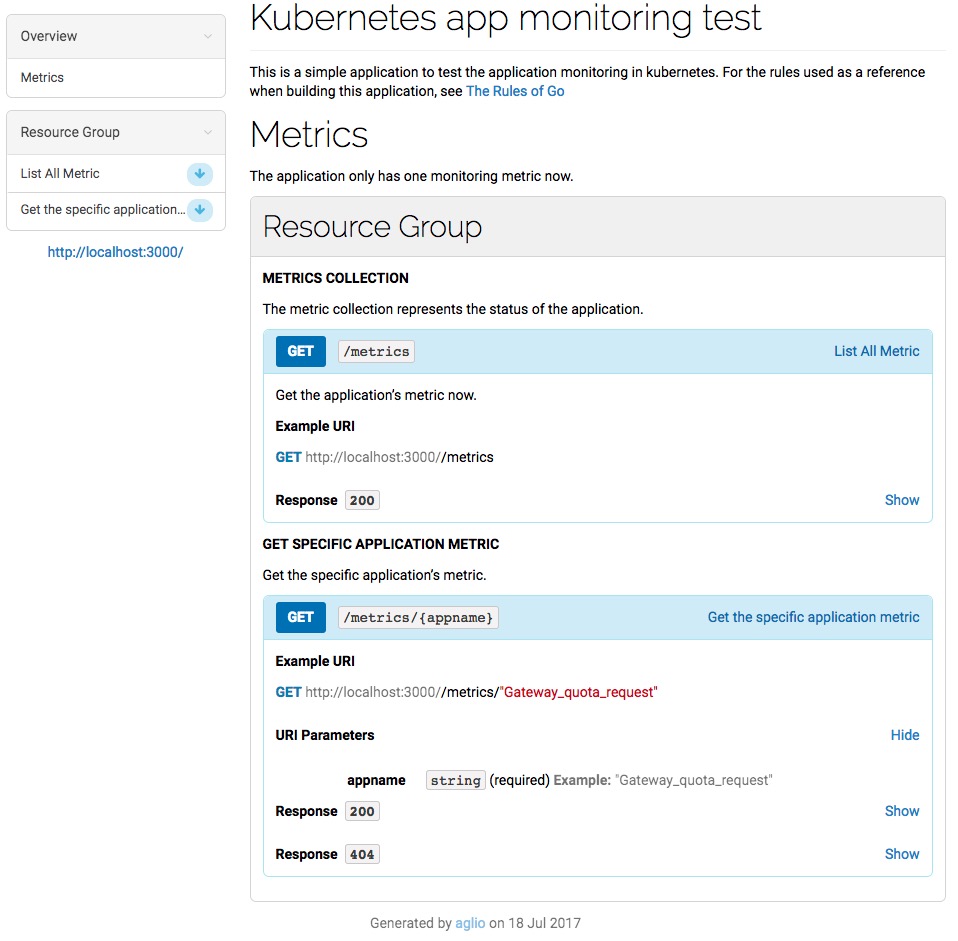 Overview
Metrics
Resource Group
List All Metric
Get the specific application...
http://localhost:3000/
Kubernetes app monitoring test
This is a simple application to test the application monitoring in kubernetes. For the rules used as a reference
when building this application, see The Rules of Go
Metrics
The application only has one monitoring metric now.
Resource Group
METRICS COLLECTION
The metric collection represents the status of the application.
GET /metrics List All Metric
Get the application’s metric now.
Example URI
GET http://localhost:3000//metrics
Response 200 Show
GET SPECIFIC APPLICATION METRIC
Get the specific application’s metric.
GET /metrics/{appname} Get the specific application metric
Example URI
GET http://localhost:3000//metrics/"Gateway_quota_request"
URI Parameters Hide
appname string (required) Example: "Gateway_quota_request"
Response 200 Show
Response 404 Show
Generated by aglio on 18 Jul 2017